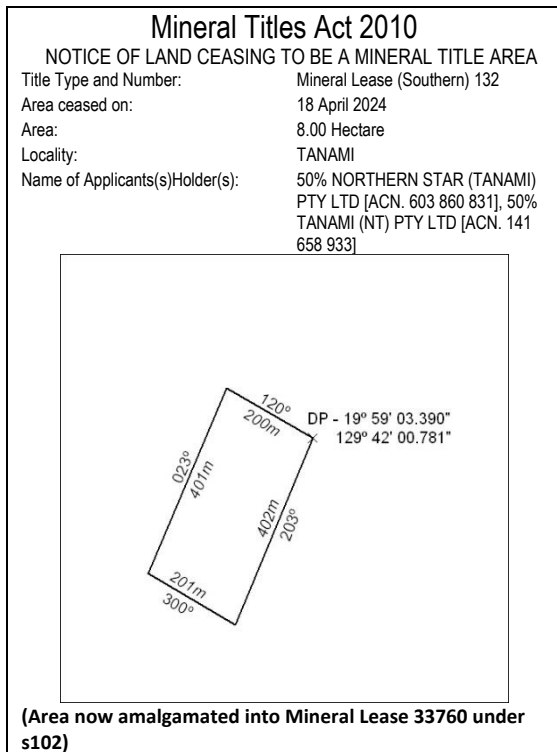 Mineral Titles Act 2010
NOTICE OF LAND CEASING TO BE A MINERAL TITLE AREA
Title Type and Number: Mineral Lease (Southern) 132
Area ceased on: 18 April 2024
Area: 8.00 Hectare
Locality: TANAMI
Name of Applicants(s)Holder(s): 50% NORTHERN STAR (TANAMI)
PTY LTD [ACN. 603 860 831], 50%
TANAMI (NT) PTY LTD [ACN. 141
658 933]
120°
200m
DP - 19° 59' 03.390"
129° 42' 00.781"
023°
401m
402m
203°
201m
300°
(Area now amalgamated into Mineral Lease 33760 under
s102)